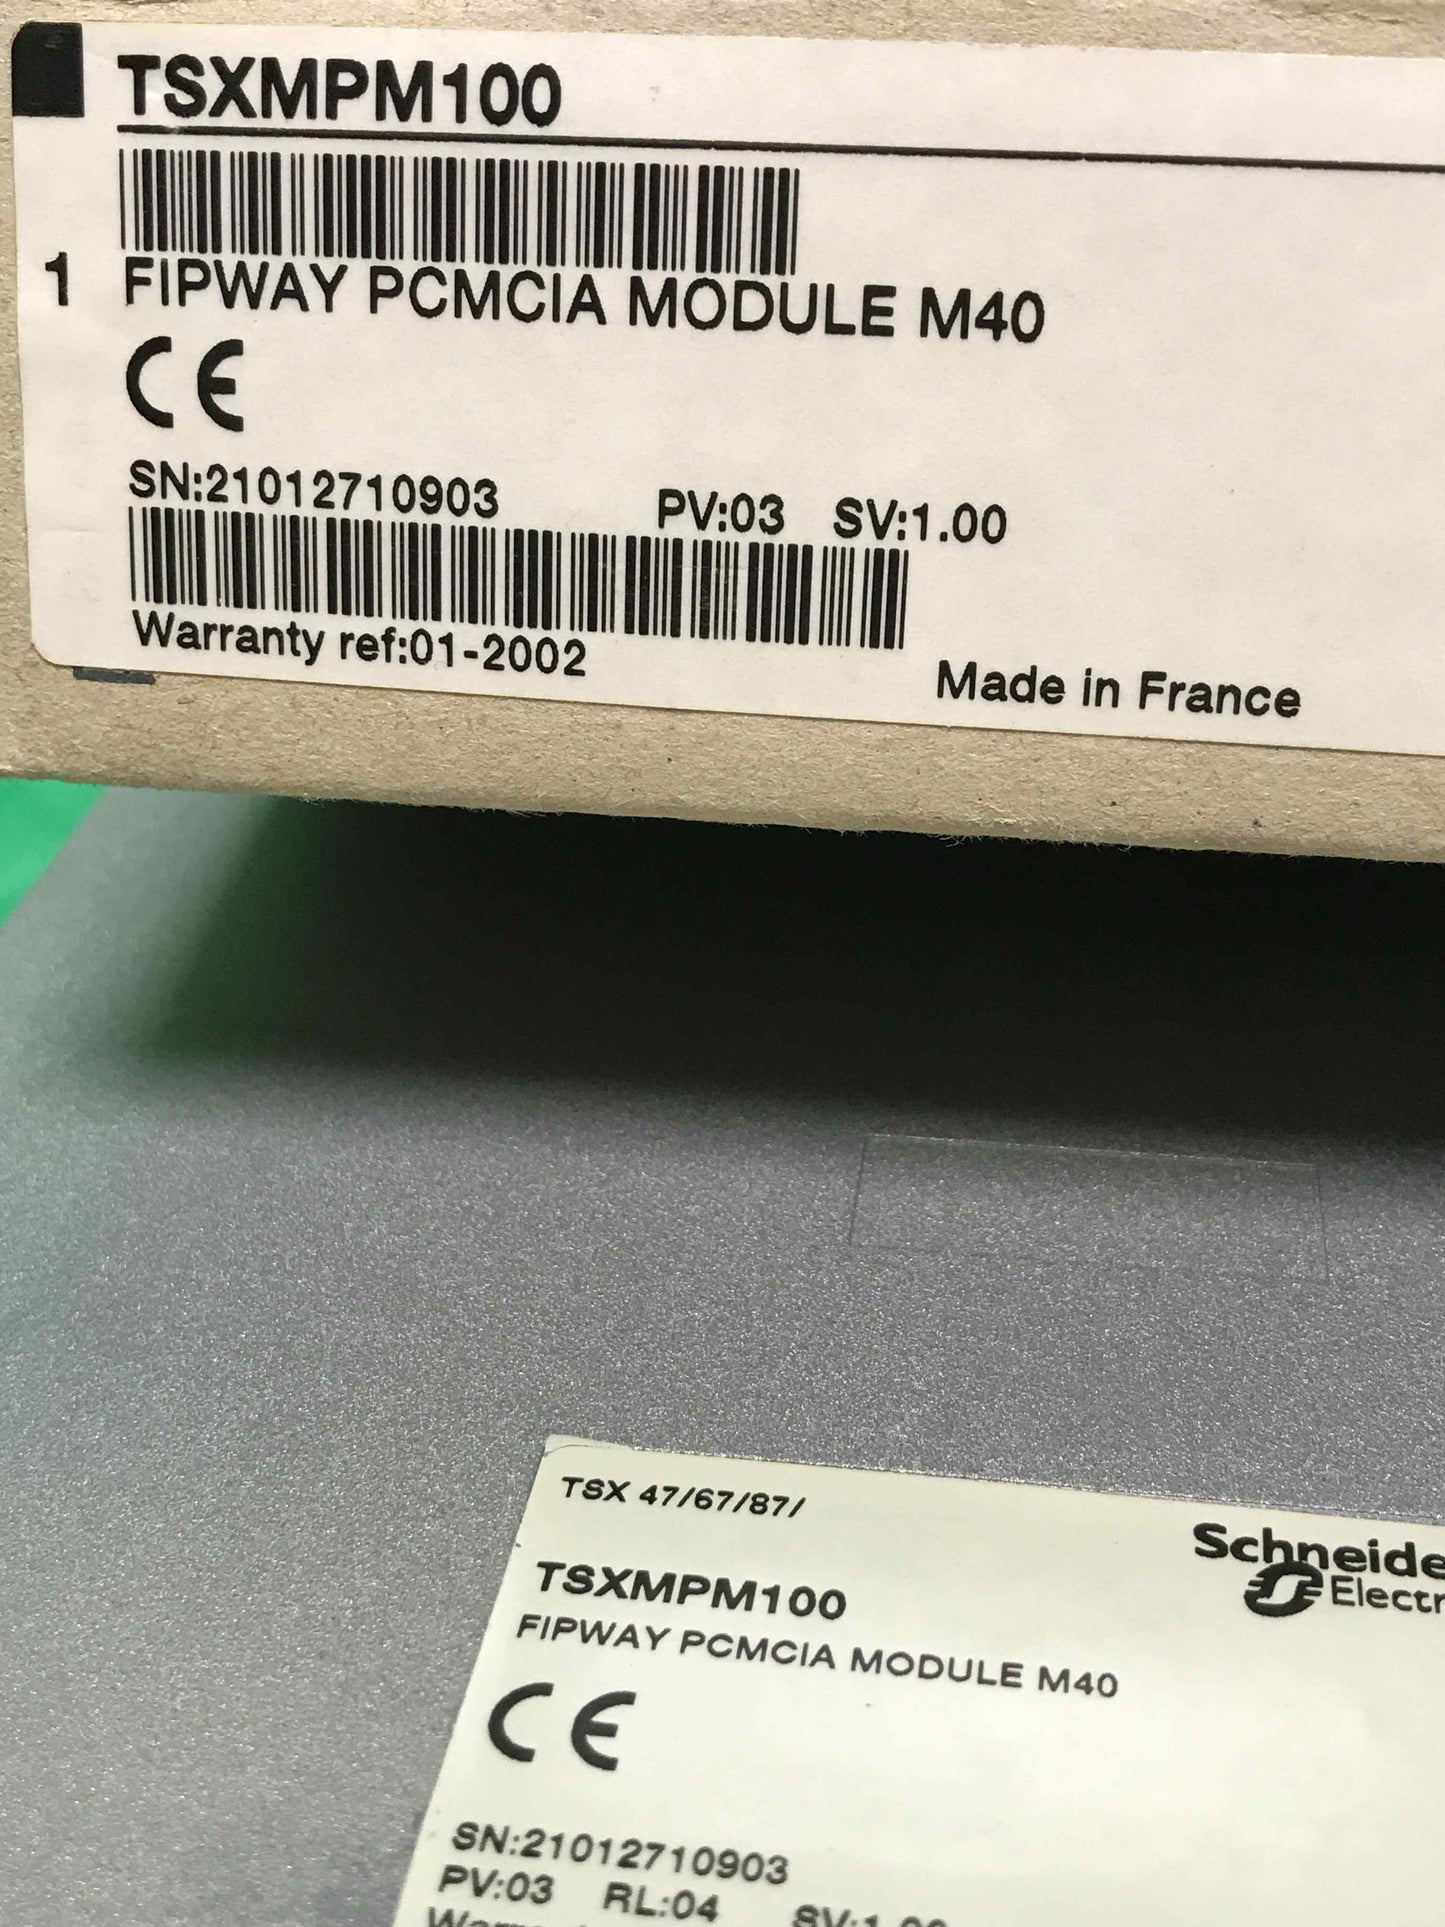 TSXMPM100
1 FIPWAY PCMCIA MODULE M40
CE
SN:21012710903 PV:03 SV:1.00
Warranty ref:01-2002
Made in France
TSX 47/67/87/
Schneide
Electr
TSXMPM100
FIPWAY PCMCIA MODULE M40
CE
SN:21012710903
PV:03 RL:04